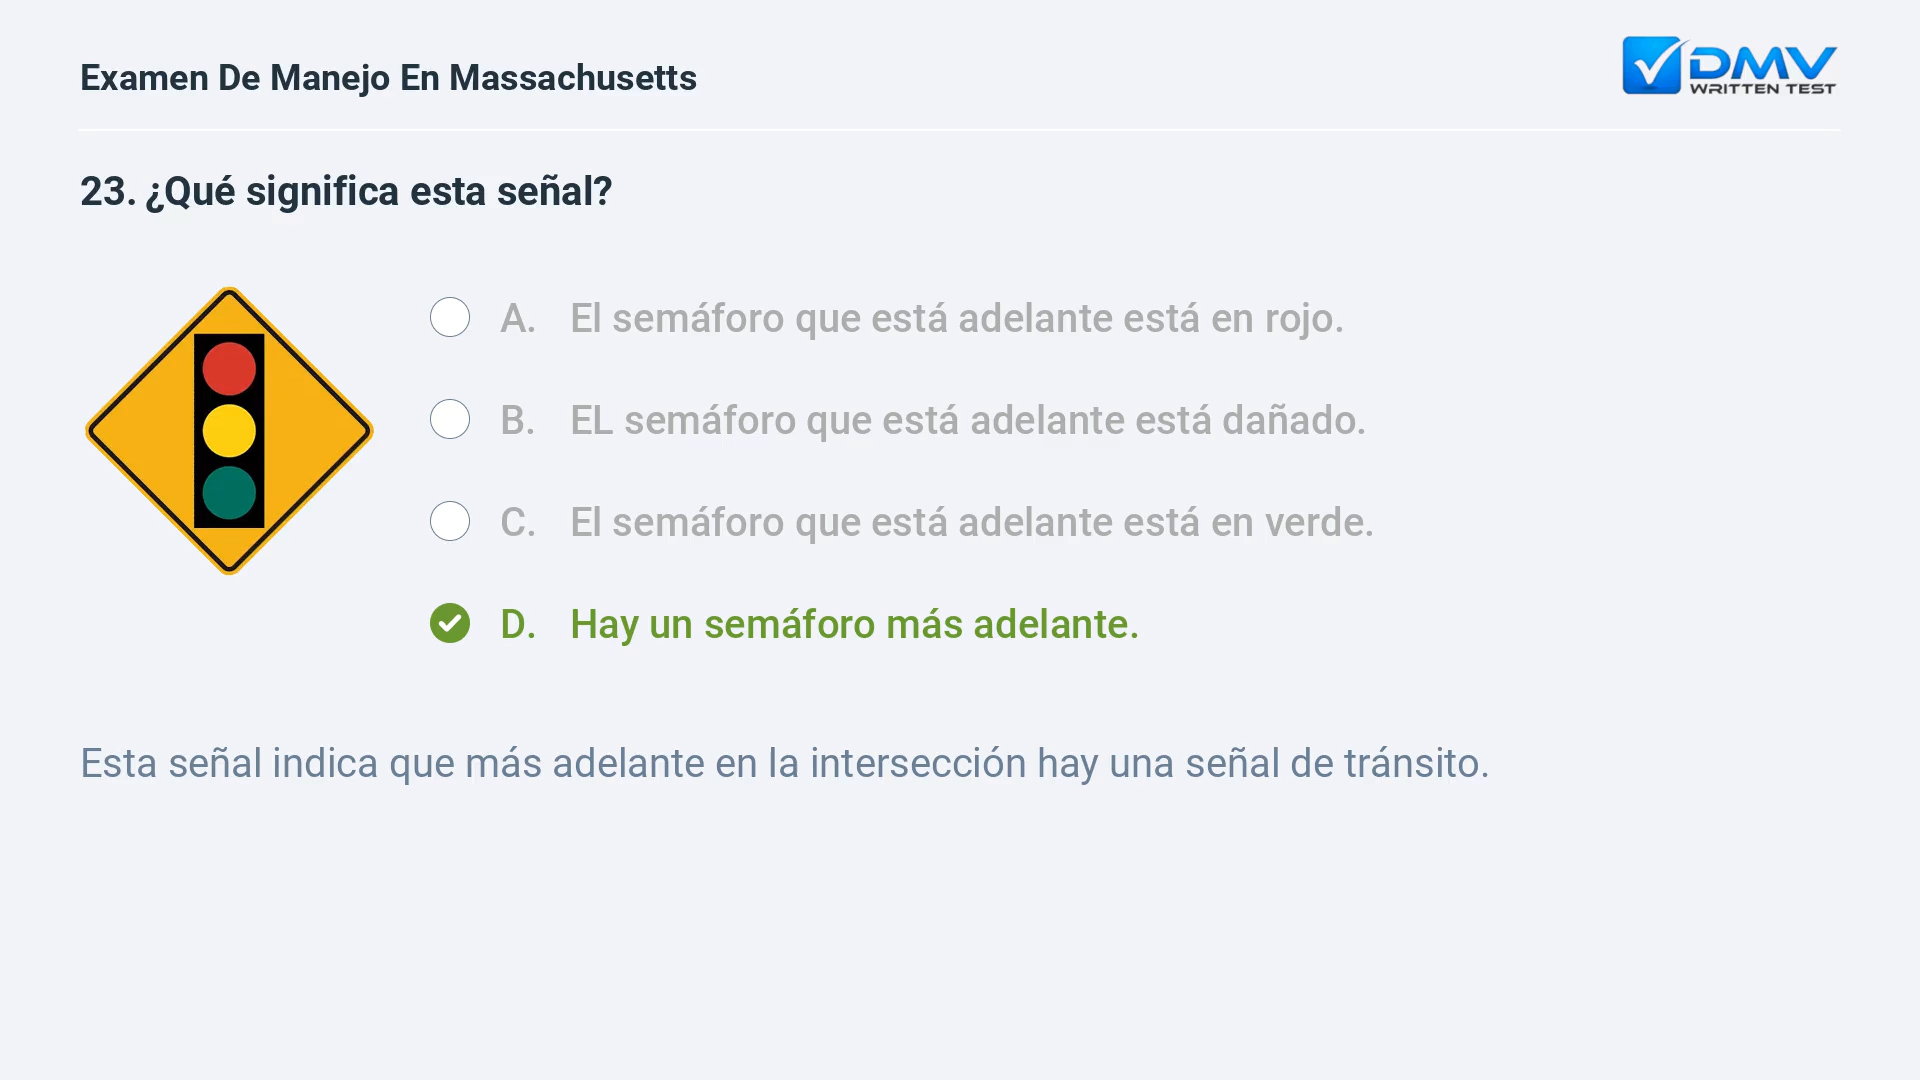 Examen De Manejo En Massachusetts
DMV
WRITTEN TEST
23. ¿Qué significa esta señal?
A. El semáforo que está adelante está en rojo.
B. EL semáforo que está adelante está dañado.
C. El semáforo que está adelante está en verde.
D. Hay un semáforo más adelante.
Esta señal indica que más adelante en la intersección hay una señal de tránsito.